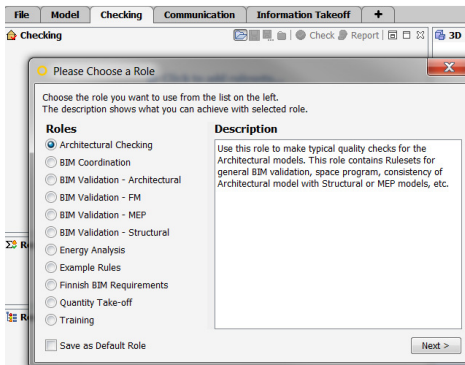 File Model Checking Communication Information Takeoff +
Checking Check Report 3D
Please Choose a Role
Choose the role you want to use from the list on the left.
The description shows what you can achieve with selected role.
Roles
Architectural Checking
BIM Coordination
BIM Validation - Architectural
BIM Validation - FM
BIM Validation - MEP
BIM Validation - Structural
Energy Analysis
Example Rules
Finnish BIM Requirements
Quantity Take-off
Training
Save as Default Role
Description
Use this role to make typical quality checks for the
Architectural models. This role contains Rulesets for
general BIM validation, space program, consistency of
Architectural model with Structural or MEP models, etc.
Next >